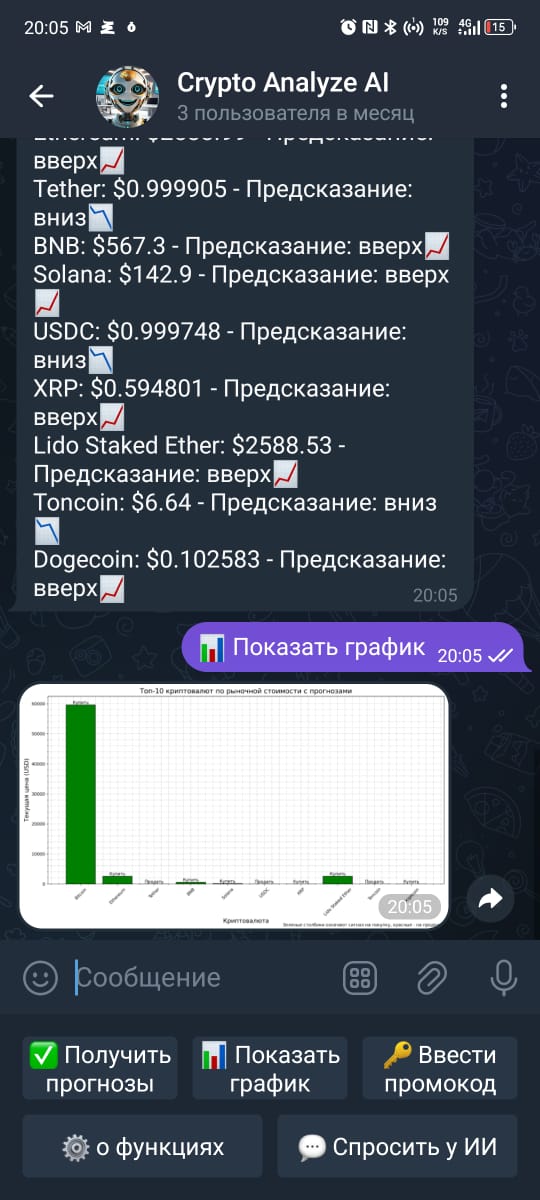 20:05
109
K/S
4G
15
Crypto Analyze AI
3 пользователя в месяц
вверх📈
Tether: $0.999905 - Предсказание:
вниз📉
BNB: $567.3 - Предсказание: вверх📈
Solana: $142.9 - Предсказание: вверх
📈
USDC: $0.999748 - Предсказание:
вниз📉
XRP: $0.594801 - Предсказание:
вверх📈
Lido Staked Ether: $2588.53 -
Предсказание: вверх📈
Toncoin: $6.64 - Предсказание: вниз
📉
Dogecoin: $0.102583 - Предсказание:
вверх📈
20:05
📊 Показать график 20:05
Топ-10 криптовалют по рыночной стоимости с прогнозами
Текущая цена (USD)
60000
50000
40000
30000
20000
10000
0
Купить
Купить
Продать
Купить
Купить
Продать
Купить
Купить
Продать
Купить
Bitcoin
Ethereum
Tether
BNB
Solana
USDC
XRP
Lido Staked Ether
Toncoin
Криптовалюта
Зеленые столбики означают сигнал на покупку, красные - на
20:05
Сообщение
✅ Получить
прогнозы
📊 Показать
график
🔑 Ввести
промокод
⚙️ о функциях
💬 Спросить у ИИ